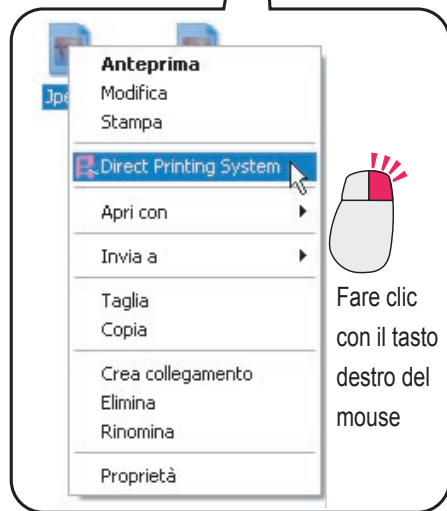 Jpe
Anteprima
Modifica
Stampa
Direct Printing System
Apri con
Invia a
Taglia
Copia
Crea collegamento
Elimina
Rinomina
Proprietà
Fare clic
con il tasto
destro del
mouse